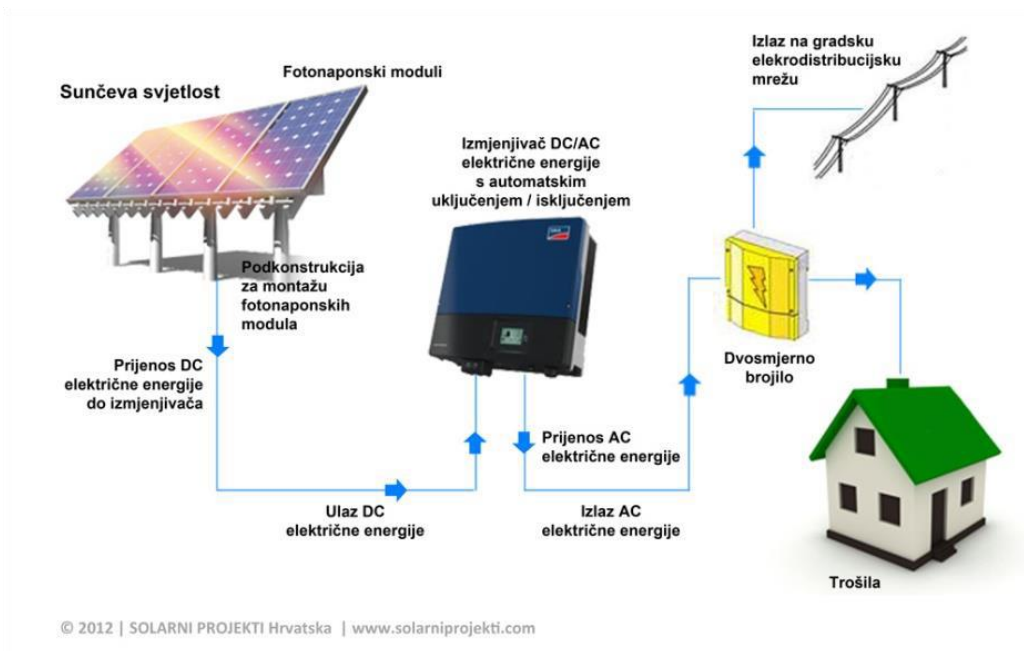 Sunčeva svjetlost
Fotonaponski moduli
Podkonstrukcija
za montažu
fotonaponskih
modula
Prijenos DC
električne energije
do izmjenjivača
Ulaz DC
električne energije
Izmjenjivač DC/AC
električne energije
s automatskim
uključenjem / isključenjem
SMA
Prijenos AC
električne energije
Izlaz AC
električne energije
Dvosmjerno
brojilo
Izlaz na gradsku
elekrodistribucijsku
mrežu
Trošila
© 2012 | SOLARNI PROJEKTI Hrvatska | www.solarniprojekti.com